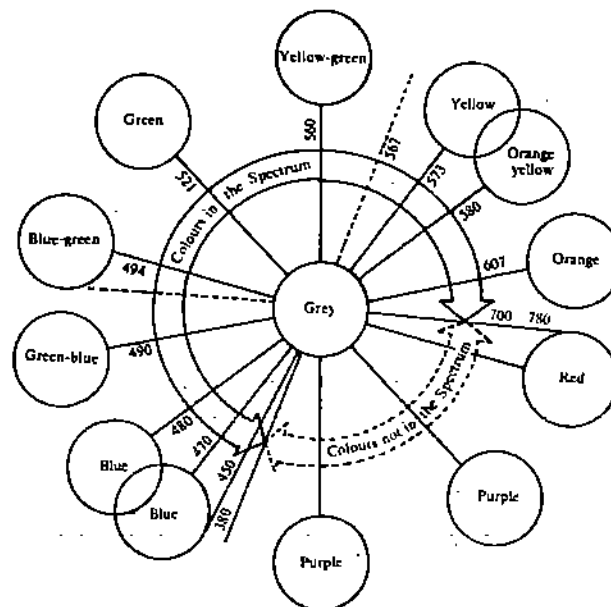 Yellow-green
Yellow
Orange
yellow
Orange
Red
Purple
Purple
Blue
Blue
Green-blue
Blue-green
Green
Grey
560
567
573
580
607
700 780
380
450
470
480
490
494
521
Colours in the Spectrum
Colours not in the Spectrum